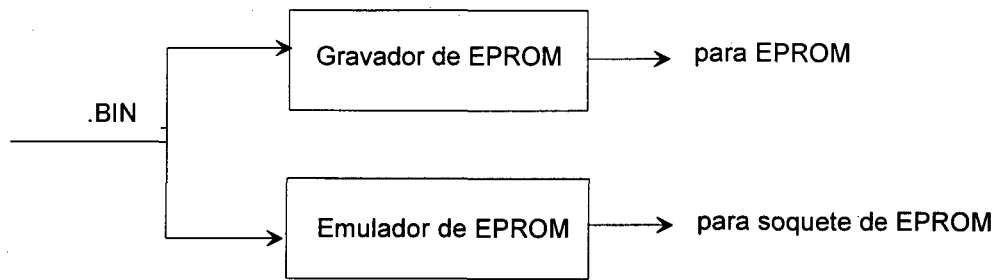 Gravador de EPROM
para EPROM
.BIN
Emulador de EPROM
para soquete de EPROM